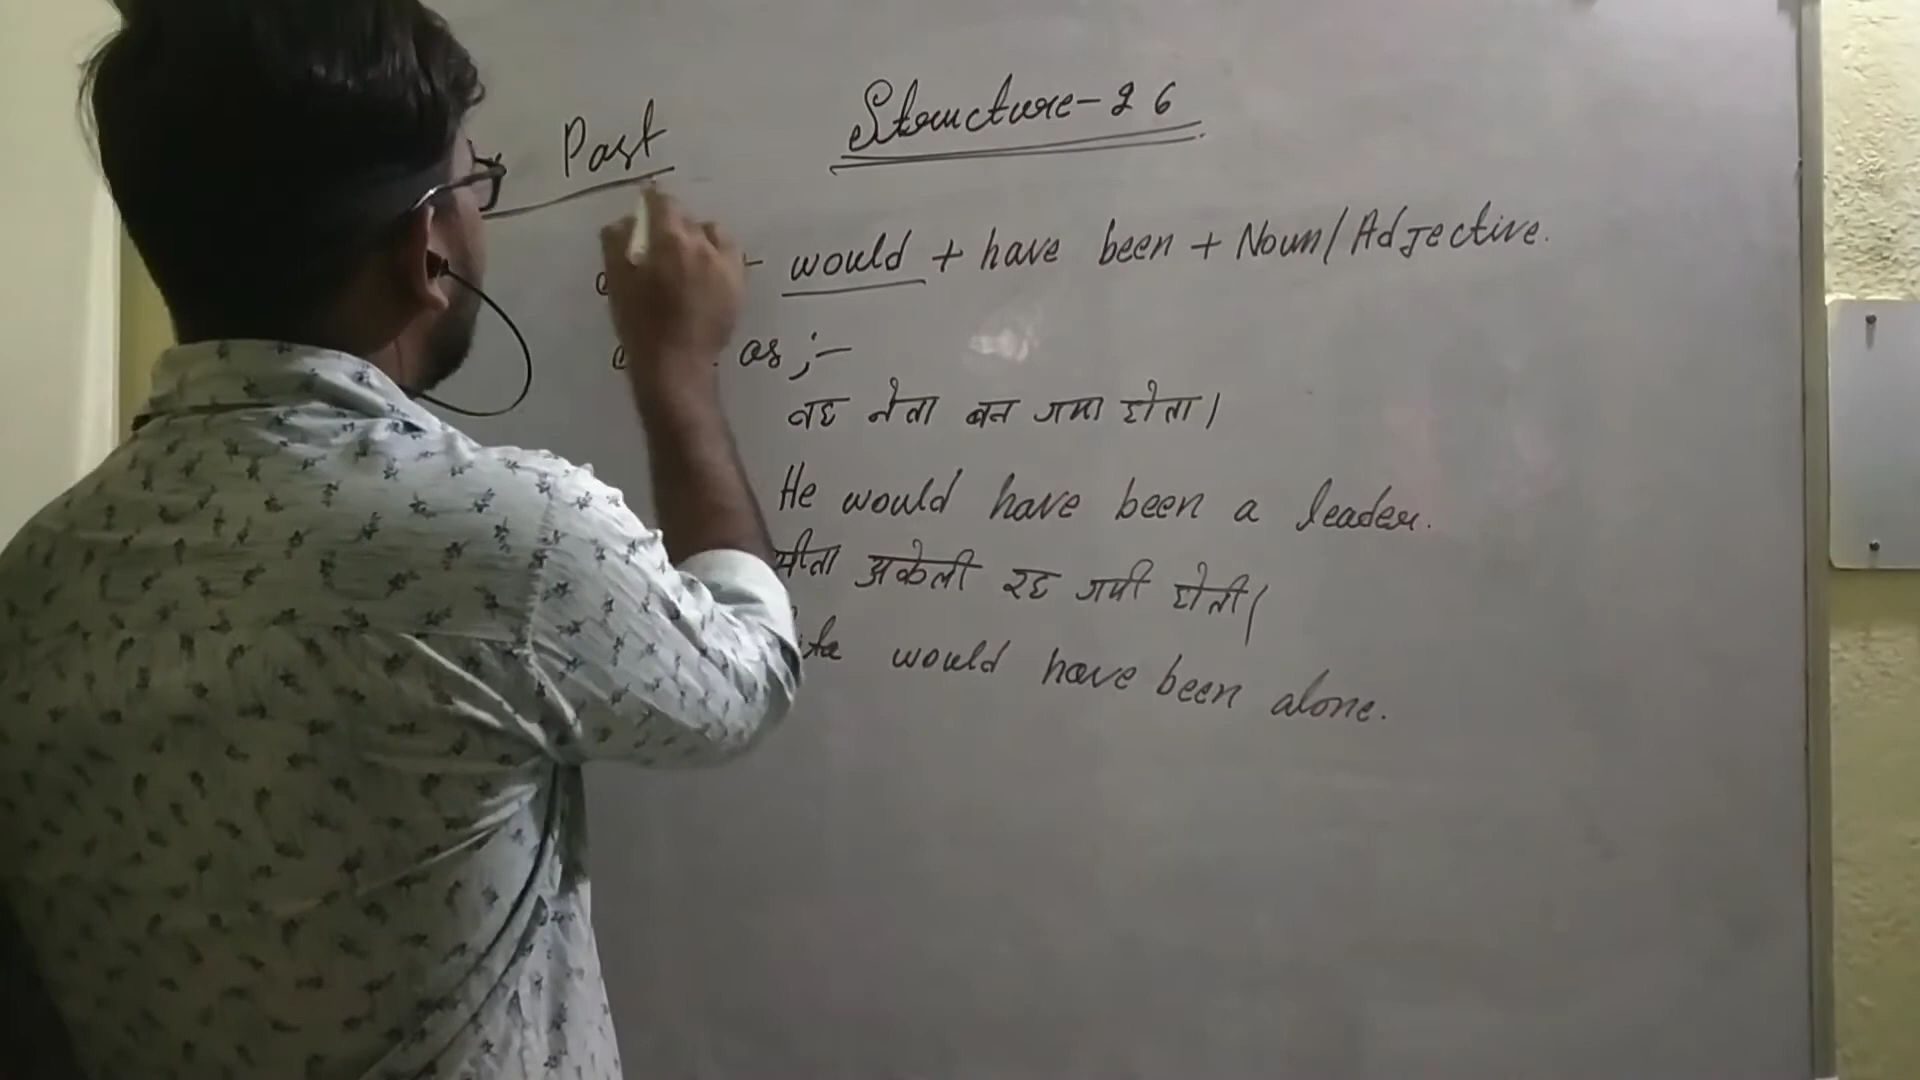 Structure-26
Past
would + have been + Noun/Adjective.
as ;-
वह नेता बन गया होता।
He would have been a leader.
अकेली रह गयी होती।
would have been alone.